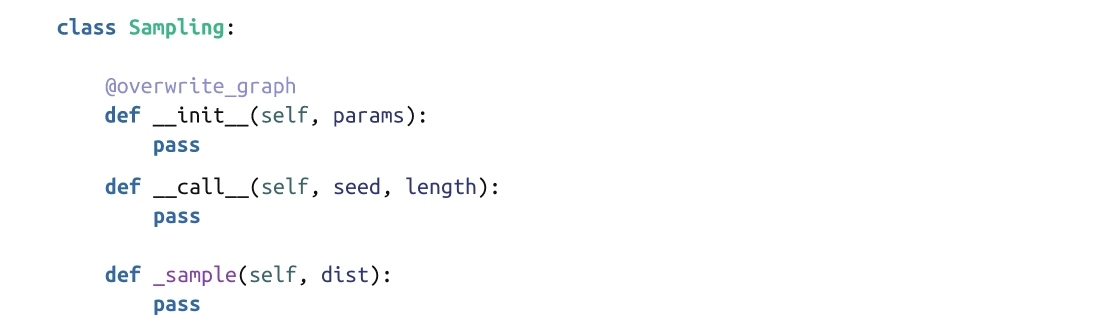 class Sampling:
@overwrite_graph
def __init__(self, params):
pass
def __call__(self, seed, length):
pass
def _sample(self, dist):
pass